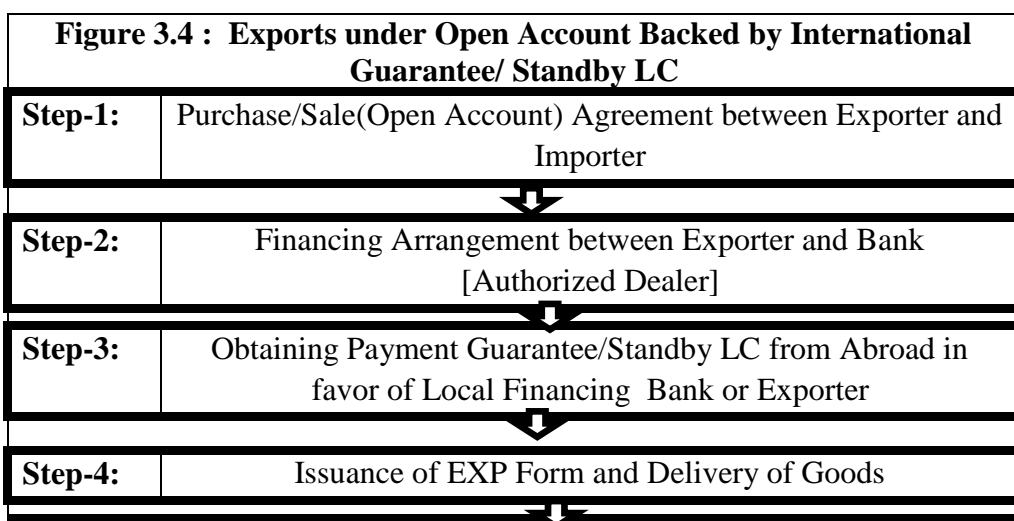 Figure 3.4 : Exports under Open Account Backed by International
Guarantee/ Standby LC
Step-1: Purchase/Sale(Open Account) Agreement between Exporter and
Importer
Step-2: Financing Arrangement between Exporter and Bank
[Authorized Dealer]
Step-3: Obtaining Payment Guarantee/Standby LC from Abroad in
favor of Local Financing Bank or Exporter
Step-4: Issuance of EXP Form and Delivery of Goods